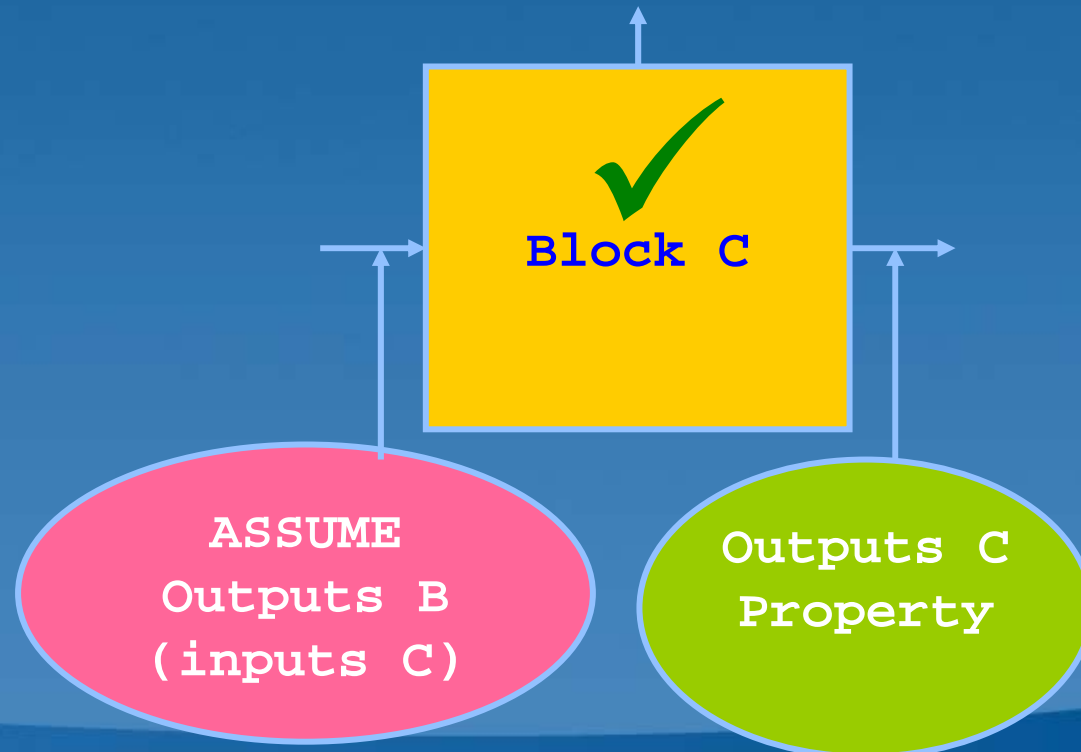 Block C
ASSUME
Outputs B
(inputs C)
Outputs C
Property